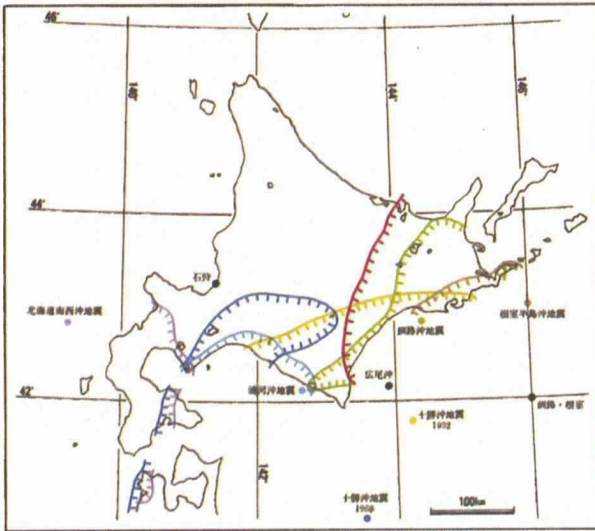 46°
140°
144°
146°
44°
石狩
北海道南西沖地震
釧路沖地震
根室半島沖地震
42°
浦河沖地震
広尾沖
釧路・根室
十勝沖地震
1952
142°
十勝沖地震
100km